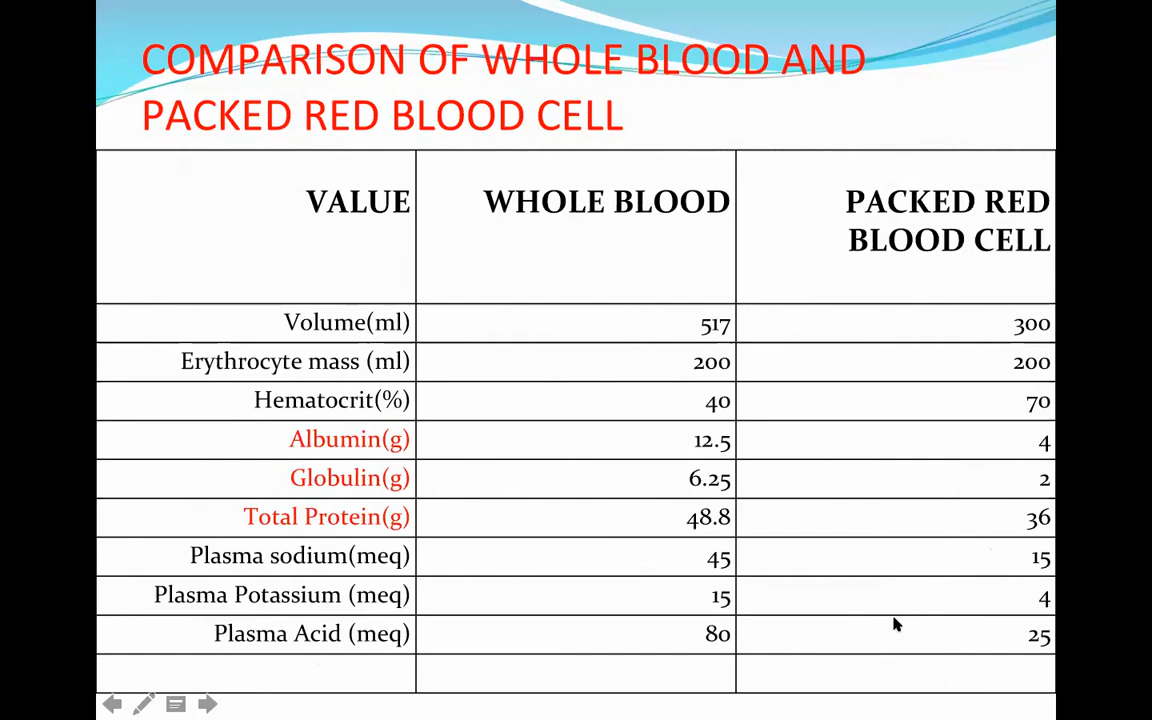 COMPARISON OF WHOLE BLOOD AND
PACKED RED BLOOD CELL
VALUE WHOLE BLOOD PACKED RED
BLOOD CELL
Volume(ml) 517 300
Erythrocyte mass (ml) 200 200
Hematocrit(%) 40 70
Albumin(g) 12.5 4
Globulin(g) 6.25 2
Total Protein(g) 48.8 36
Plasma sodium(meq) 45 15
Plasma Potassium (meq) 15 4
Plasma Acid (meq) 80 25